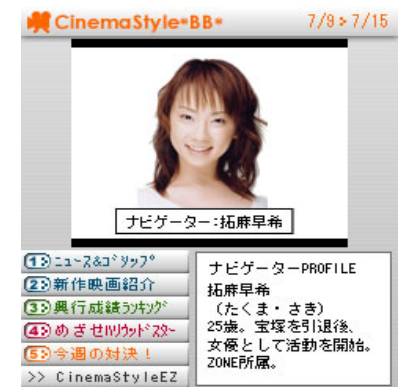 CinemaStyle*BB* 7/9>7/15
ナビゲーター:拓麻早希
1 ニュース&ゴシップ
2 新作映画紹介
3 興行成績ランキング
4 めざせハリウッドスター
5 今週の対決!
>> CinemaStyleEZ
ナビゲーターPROFILE
拓麻早希
(たくま・さき)
25歳。宝塚を引退後、
女優として活動を開始。
ZONE所属。